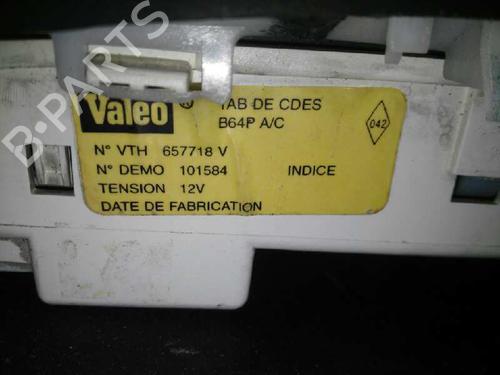 B-PARTS
Valeo ® TAB DE CDES
B64P A/C
042
N° VTH 657718 V
N° DEMO 101584 INDICE
TENSION 12V
DATE DE FABRICATION